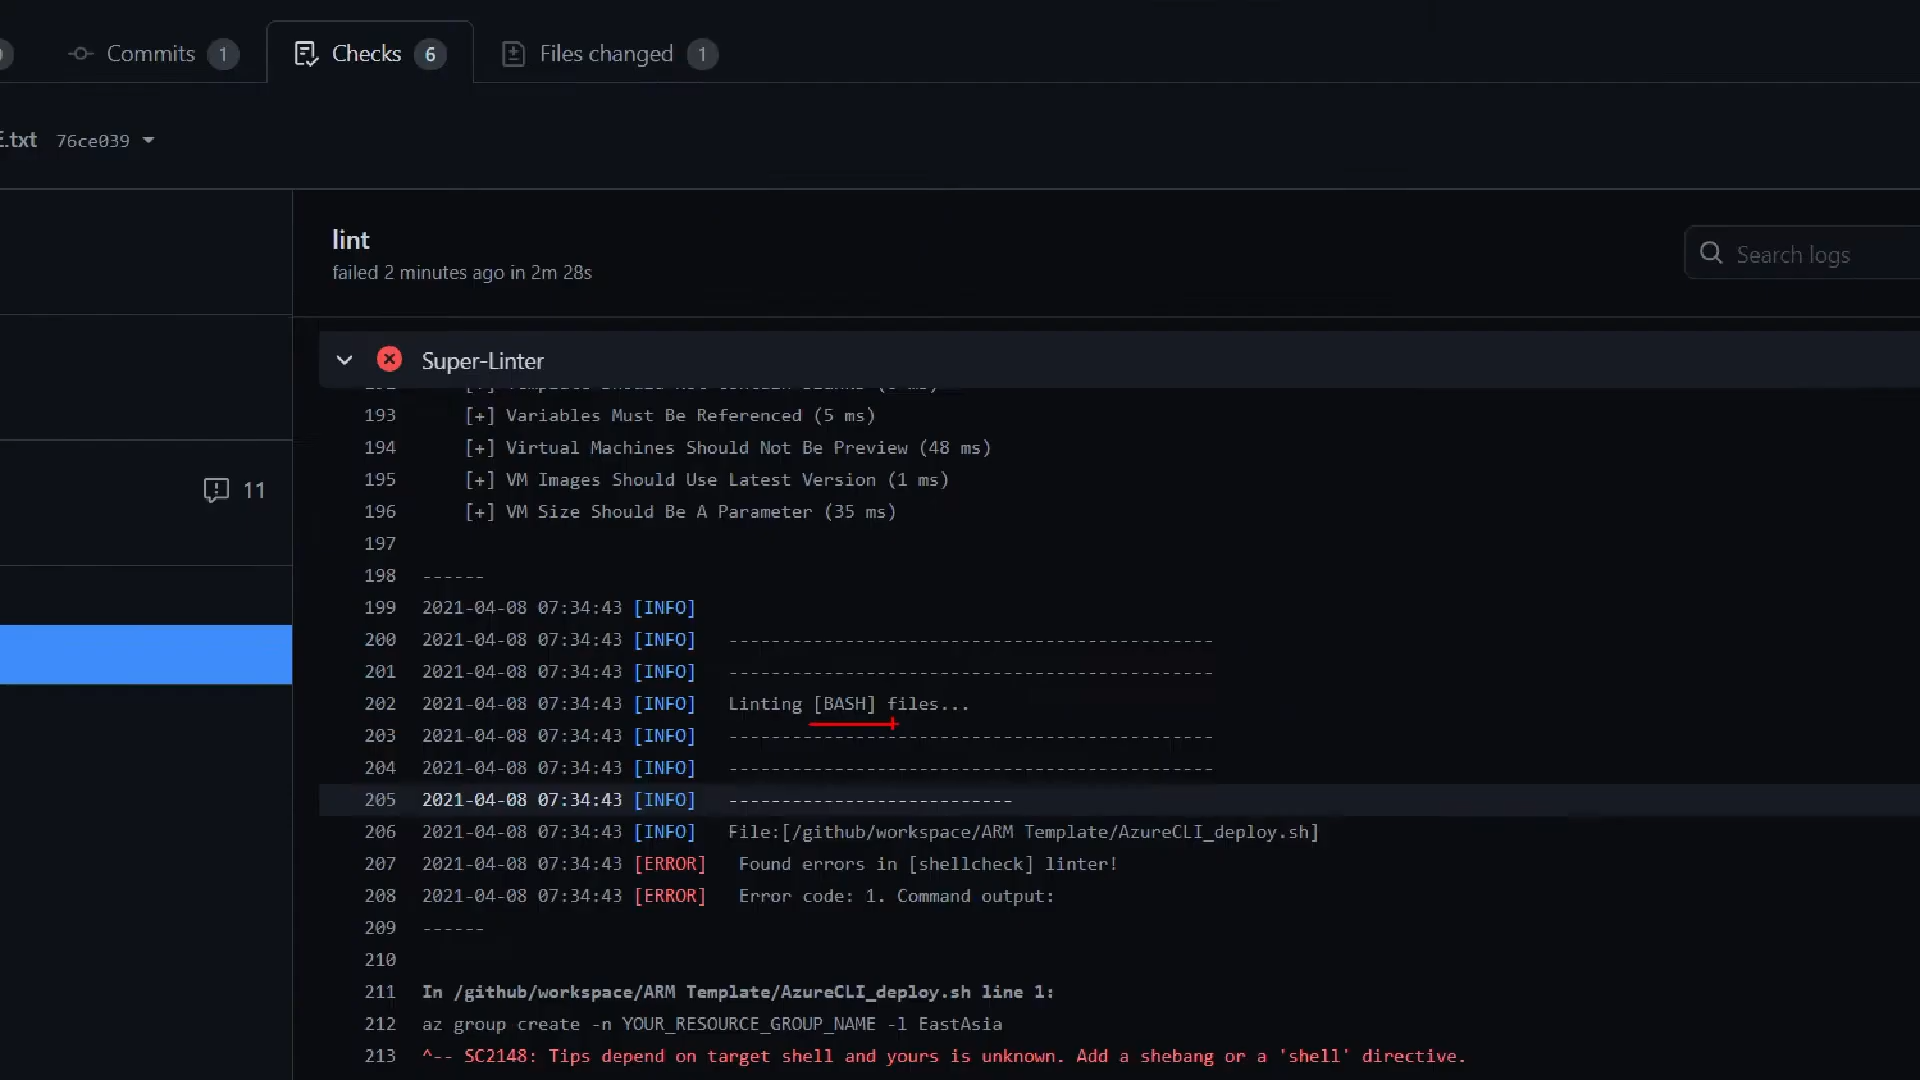 Commits 1 Checks 6 Files changed 1
E.txt 76ce039
lint
failed 2 minutes ago in 2m 28s
Search logs
Super-Linter
193 [+] Variables Must Be Referenced (5 ms)
194 [+] Virtual Machines Should Not Be Preview (48 ms)
195 [+] VM Images Should Use Latest Version (1 ms)
11
196 [+] VM Size Should Be A Parameter (35 ms)
197
198 ------
199 2021-04-08 07:34:43 [INFO]
200 2021-04-08 07:34:43 [INFO] ----------------------------------------------
201 2021-04-08 07:34:43 [INFO] ----------------------------------------------
202 2021-04-08 07:34:43 [INFO] Linting [BASH] files...
203 2021-04-08 07:34:43 [INFO] ----------------------------------------------
204 2021-04-08 07:34:43 [INFO] ----------------------------------------------
205 2021-04-08 07:34:43 [INFO] ---------------------------
206 2021-04-08 07:34:43 [INFO] File:[/github/workspace/ARM Template/AzureCLI_deploy.sh]
207 2021-04-08 07:34:43 [ERROR] Found errors in [shellcheck] linter!
208 2021-04-08 07:34:43 [ERROR] Error code: 1. Command output:
209 ------
210
211 In /github/workspace/ARM Template/AzureCLI_deploy.sh line 1:
212 az group create -n YOUR_RESOURCE_GROUP_NAME -l EastAsia
213 ^-- SC2148: Tips depend on target shell and yours is unknown. Add a shebang or a 'shell' directive.